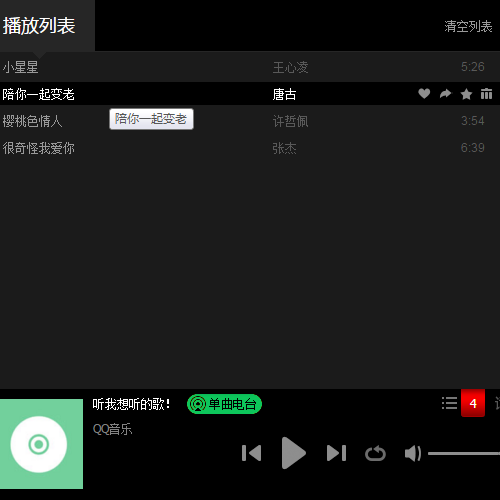 播放列表 清空列表
小星星 王心凌 5:26
陪你一起变老 唐古
陪你一起变老
樱桃色情人 许哲佩 3:54
很奇怪我爱你 张杰 6:39
听我想听的歌! 单曲电台 4
QQ音乐